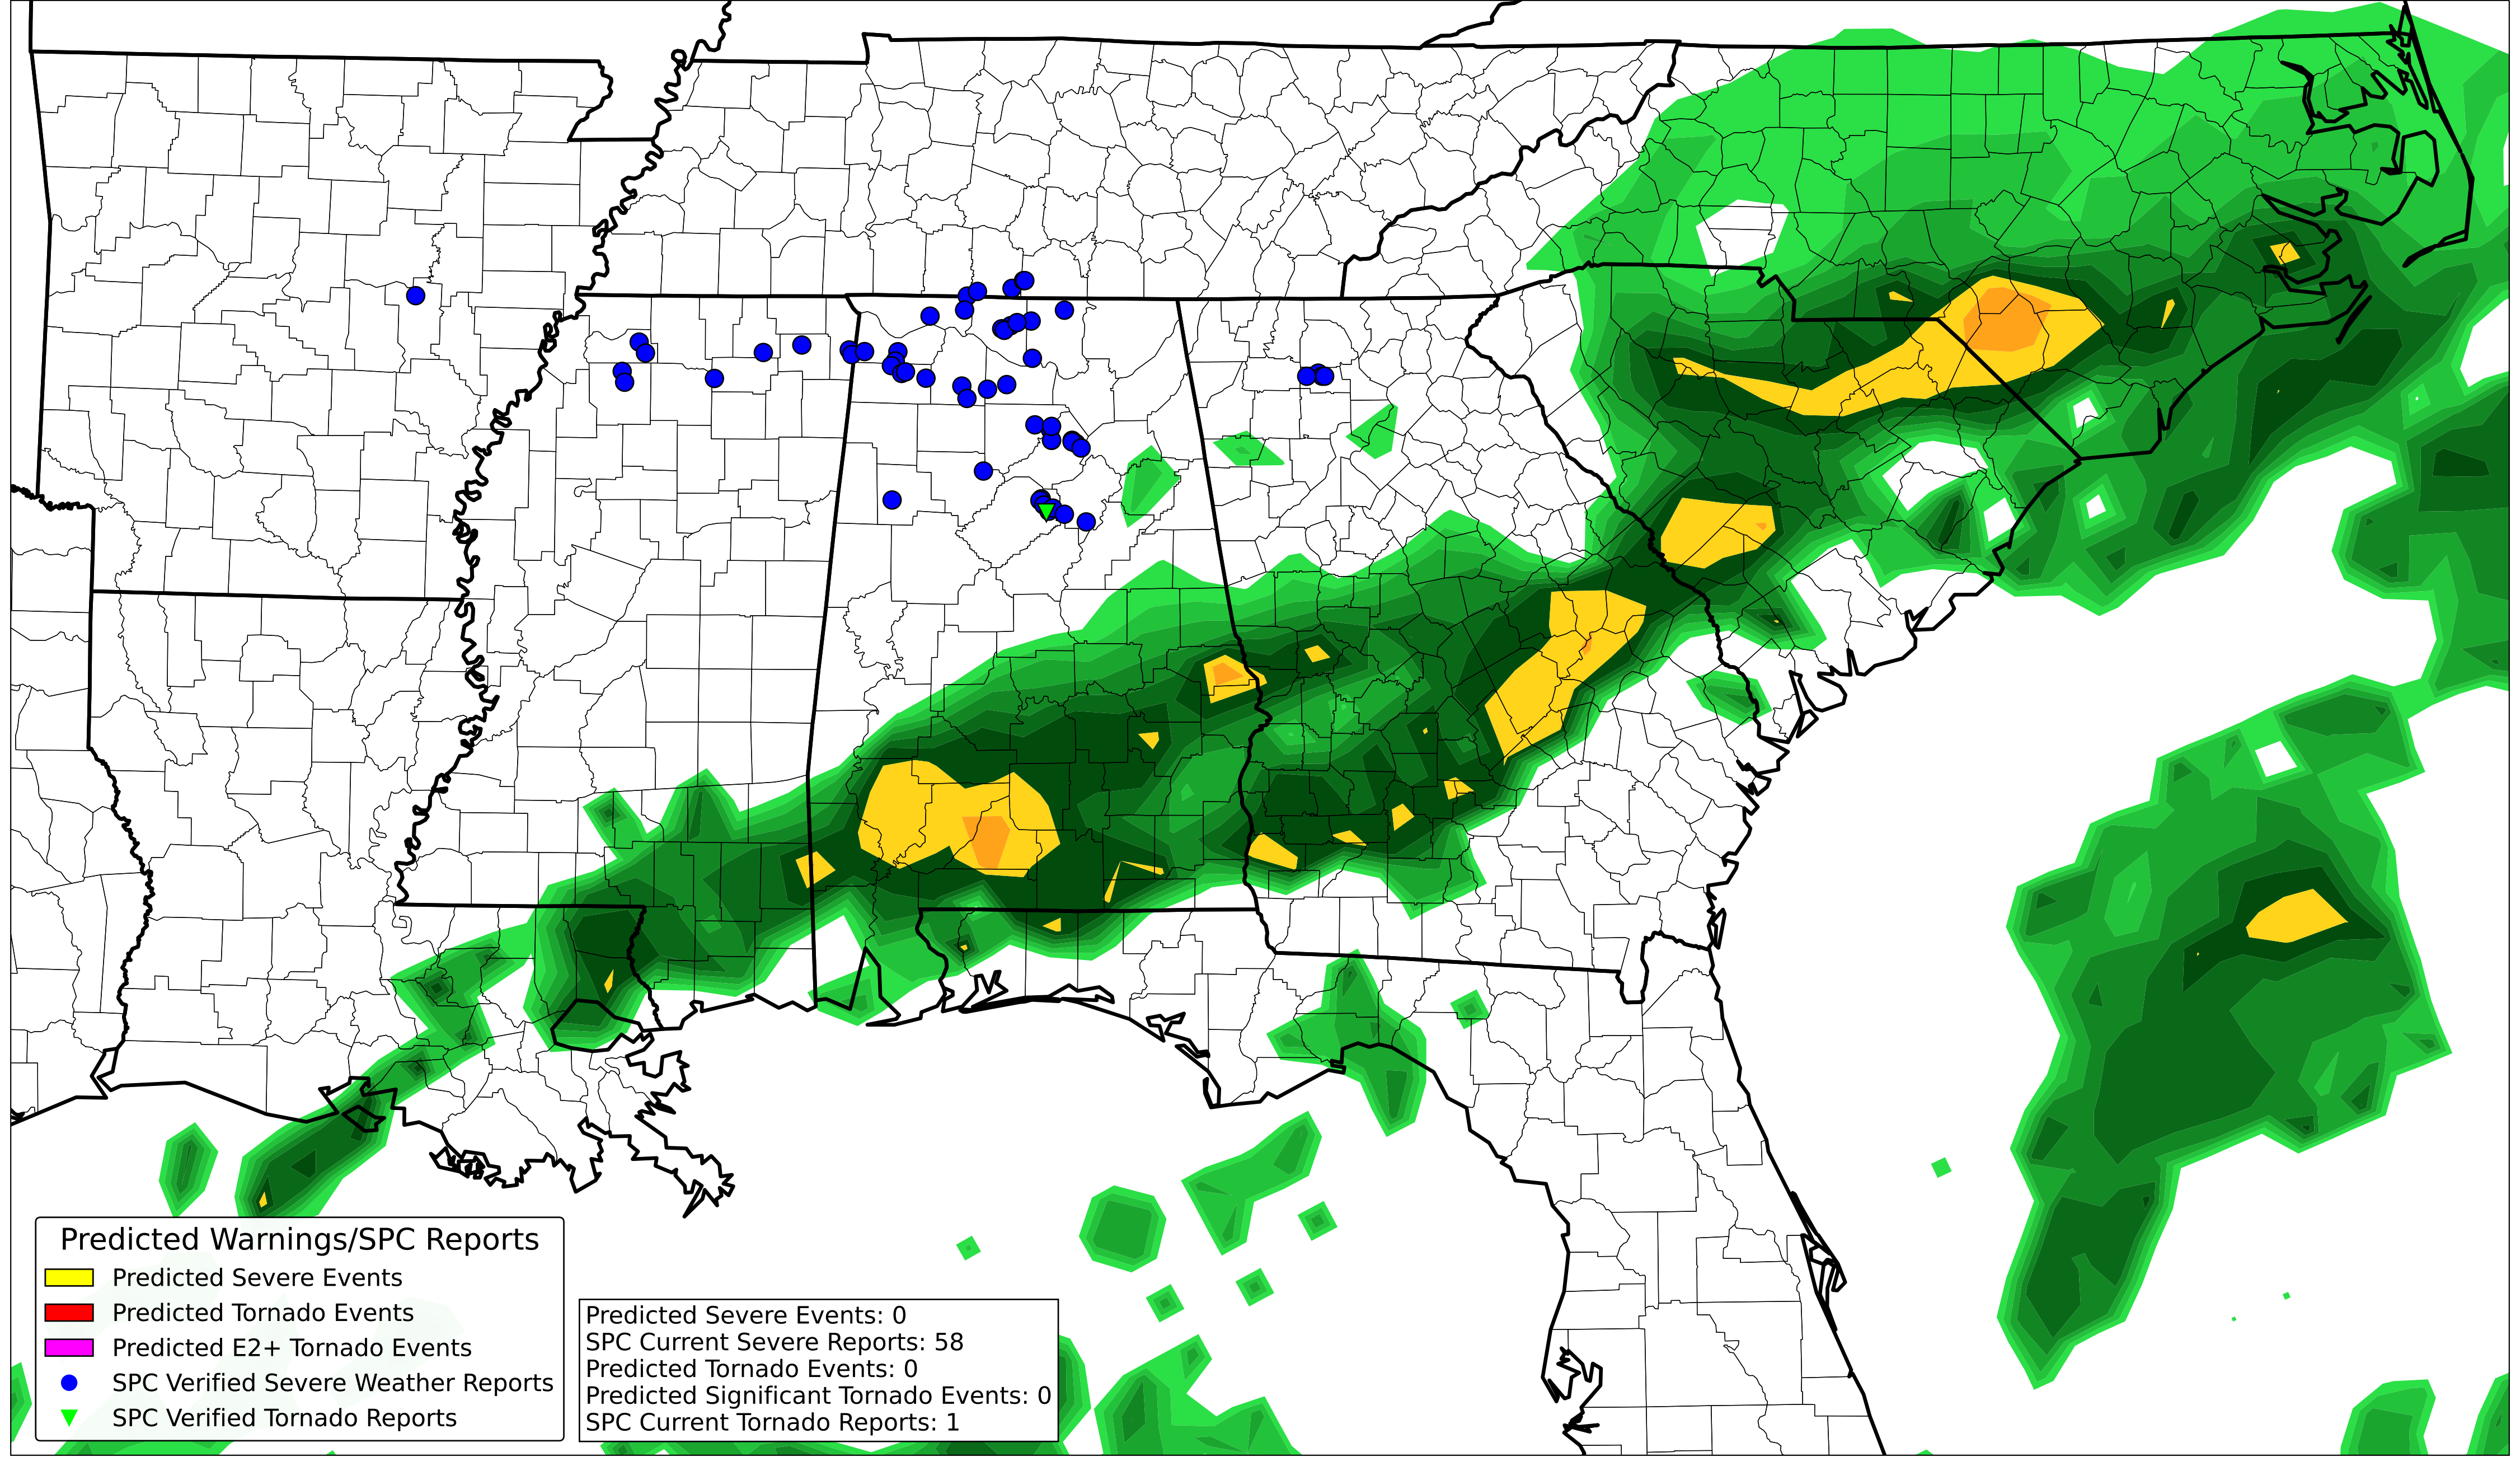 Predicted Warnings/SPC Reports
Predicted Severe Events
Predicted Tornado Events
Predicted E2+ Tornado Events
SPC Verified Severe Weather Reports
SPC Verified Tornado Reports
Predicted Severe Events: 0
SPC Current Severe Reports: 58
Predicted Tornado Events: 0
Predicted Significant Tornado Events: 0
SPC Current Tornado Reports: 1